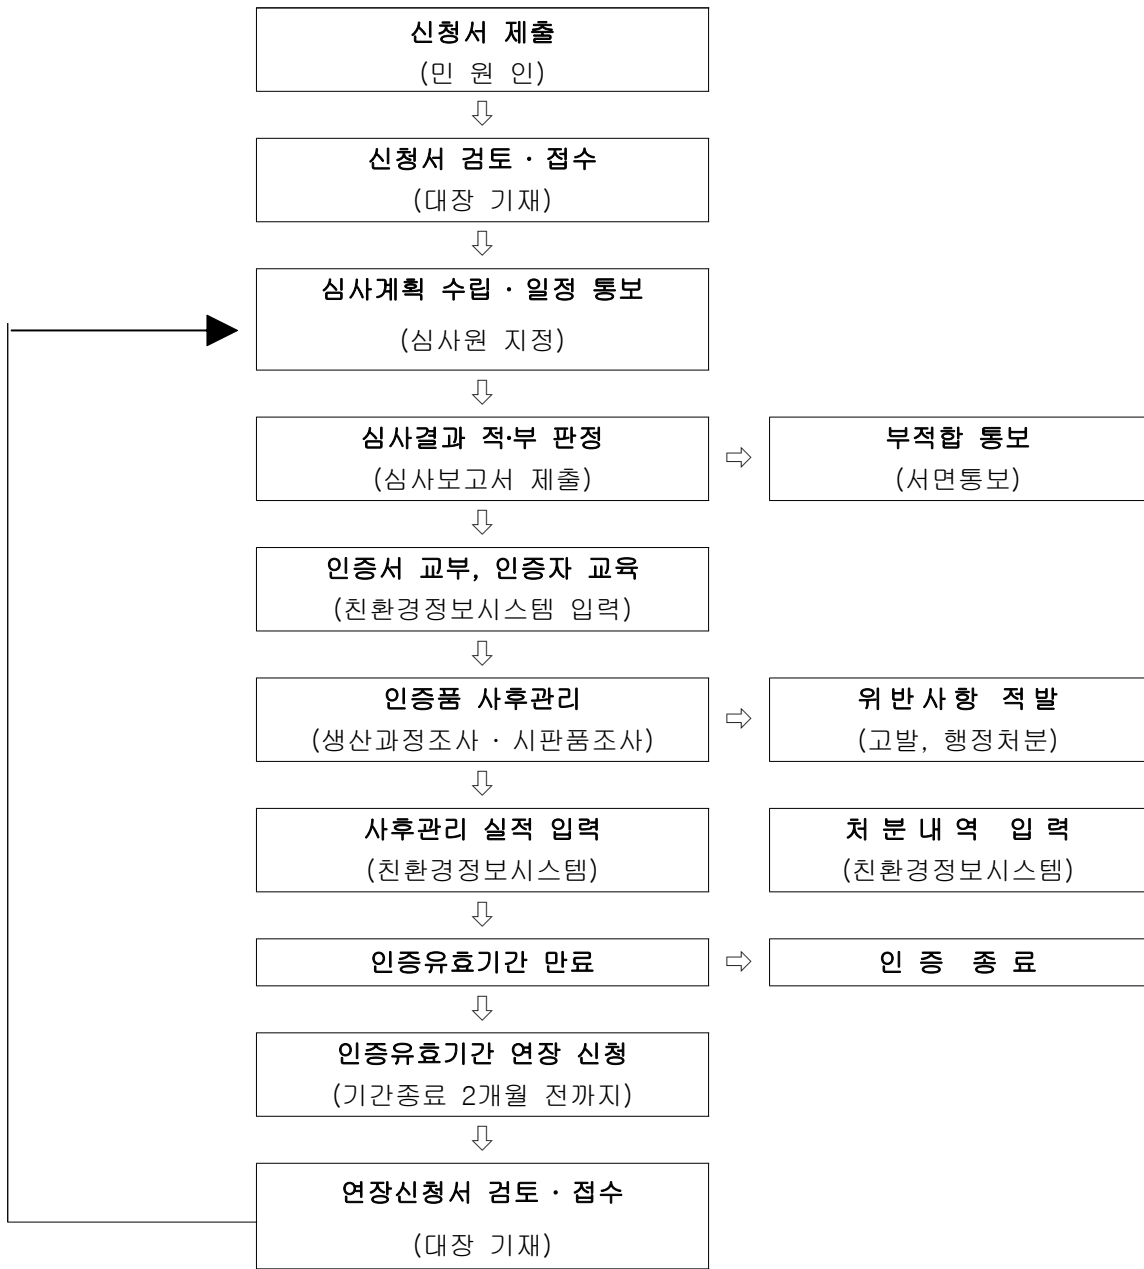 신청서 제출
(민 원 인)
신청서 검토 · 접수
(대장 기재)
심사계획 수립 · 일정 통보
(심사원 지정)
심사결과 적·부 판정
(심사보고서 제출)
부적합 통보
(서면통보)
인증서 교부, 인증자 교육
(친환경정보시스템 입력)
인증품 사후관리
(생산과정조사 · 시판품조사)
위 반 사 항 적 발
(고발, 행정처분)
사후관리 실적 입력
(친환경정보시스템)
처 분 내 역 입 력
(친환경정보시스템)
인증유효기간 만료
인 증 종 료
인증유효기간 연장 신청
(기간종료 2개월 전까지)
연장신청서 검토 · 접수
(대장 기재)